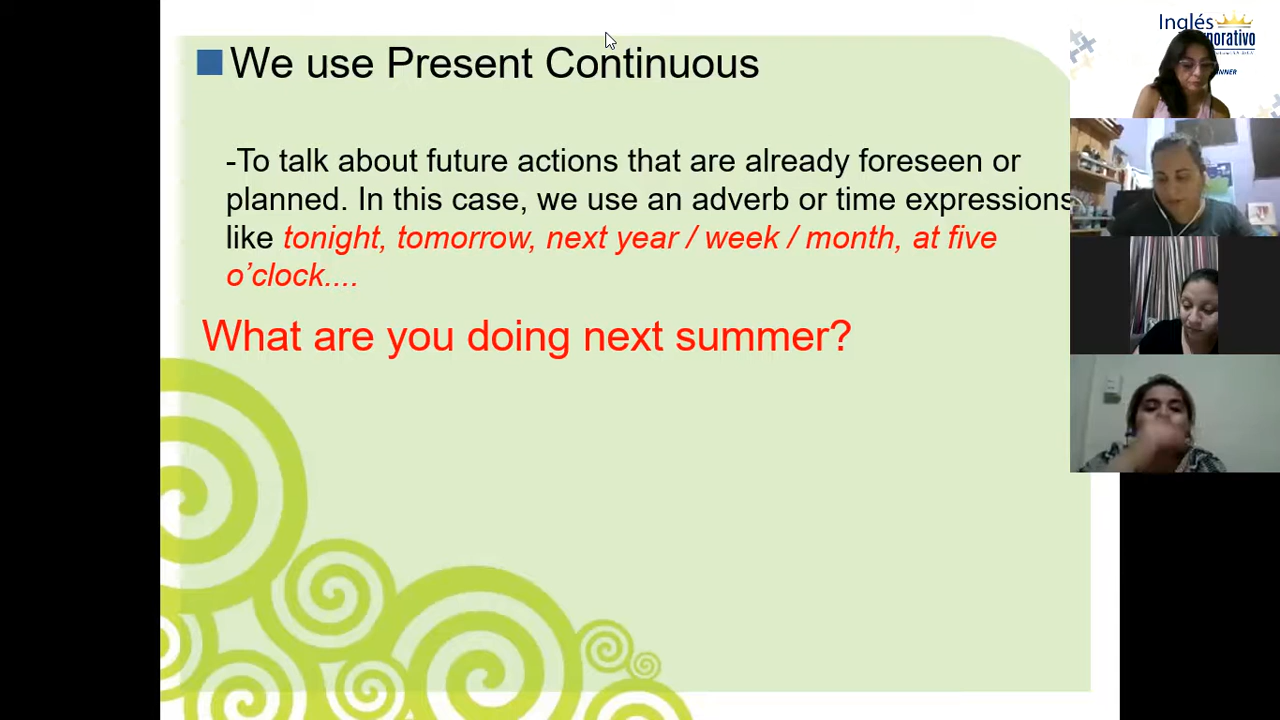 We use Present Continuous
-To talk about future actions that are already foreseen or
planned. In this case, we use an adverb or time expressions
like tonight, tomorrow, next year / week / month, at five
o’clock....
What are you doing next summer?
Inglés